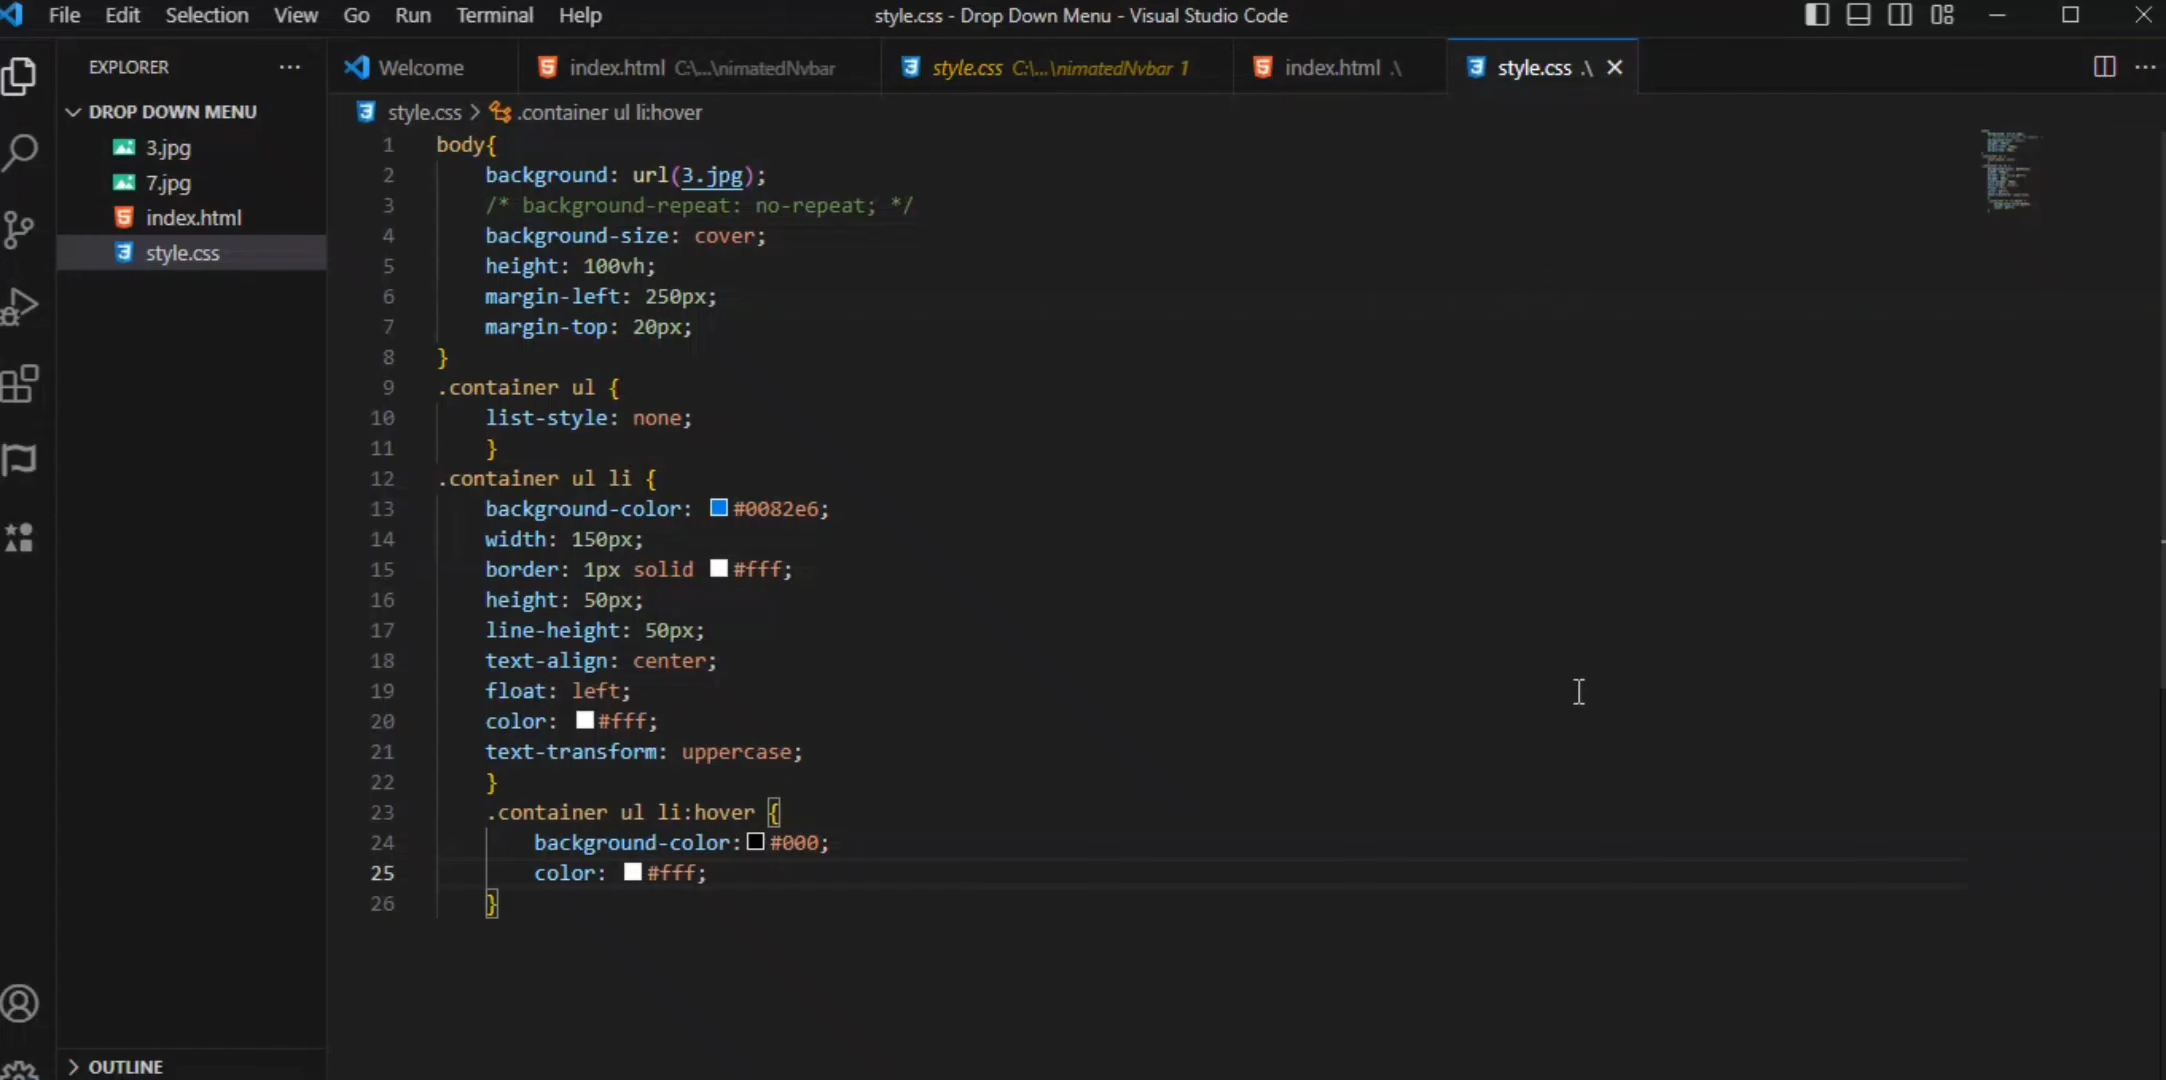 File Edit Selection View Go Run Terminal Help style.css - Drop Down Menu - Visual Studio Code
EXPLORER
Welcome index.html C:\...\nimatedNvbar style.css C:\...\nimatedNvbar 1 index.html .\ style.css .\
DROP DOWN MENU
3.jpg
7.jpg
index.html
style.css
style.css > .container ul li:hover
1 body{
2 background: url(3.jpg);
3 /* background-repeat: no-repeat; */
4 background-size: cover;
5 height: 100vh;
6 margin-left: 250px;
7 margin-top: 20px;
8 }
9 .container ul {
10 list-style: none;
11 }
12 .container ul li {
13 background-color: #0082e6;
14 width: 150px;
15 border: 1px solid #fff;
16 height: 50px;
17 line-height: 50px;
18 text-align: center;
19 float: left;
20 color: #fff;
21 text-transform: uppercase;
22 }
23 .container ul li:hover {
24 background-color: #000;
25 color: #fff;
26 }
OUTLINE